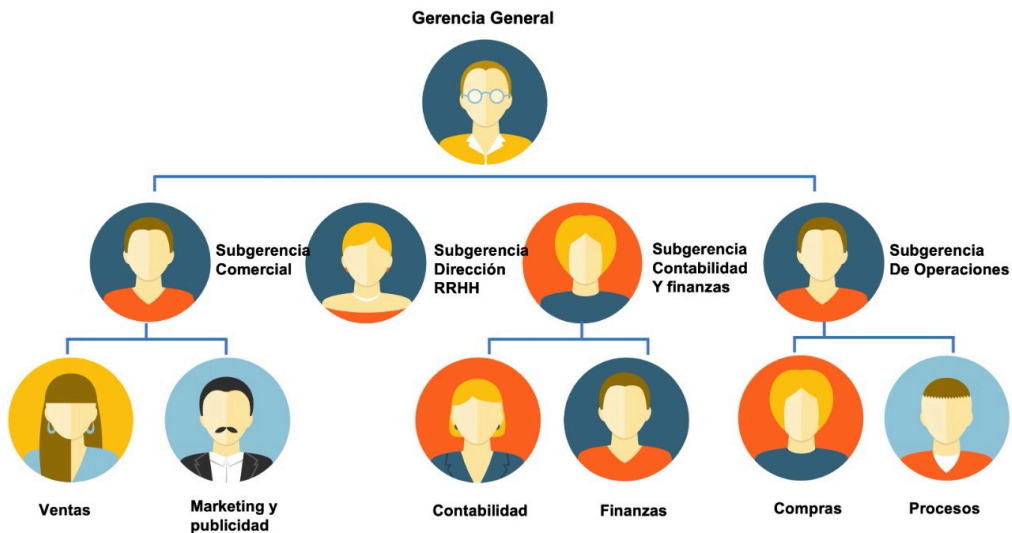 Gerencia General
Subgerencia
Comercial
Subgerencia
Dirección
RRHH
Subgerencia
Contabilidad
Y finanzas
Subgerencia
De Operaciones
Ventas
Marketing y
publicidad
Contabilidad
Finanzas
Compras
Procesos